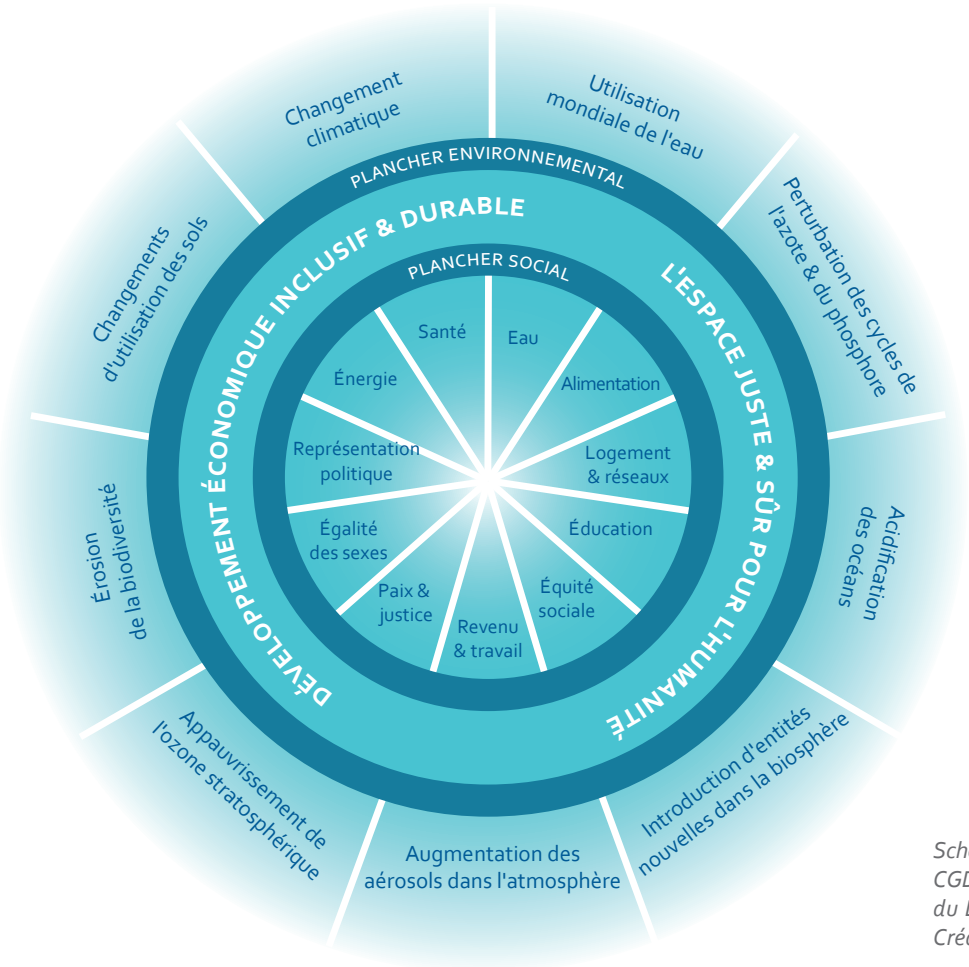 Changement
climatique
Utilisation
mondiale de l'eau
Perturbation des cycles de
l'azote & du phosphore
Acidification
des océans
Introduction d'entités
nouvelles dans la biosphère
Augmentation des
aérosols dans l'atmosphère
Appauvrissement de
l'ozone stratosphérique
Érosion
de la biodiversité
Changements
d'utilisation des sols
PLANCHER ENVIRONNEMENTAL
DÉVELOPPEMENT ÉCONOMIQUE INCLUSIF & DURABLE
L'ESPACE JUSTE & SÛR POUR L'HUMANITÉ
PLANCHER SOCIAL
Eau
Alimentation
Logement
& réseaux
Éducation
Équité
sociale
Revenu
& travail
Paix &
justice
Égalité
des sexes
Représentation
politique
Énergie
Santé
du